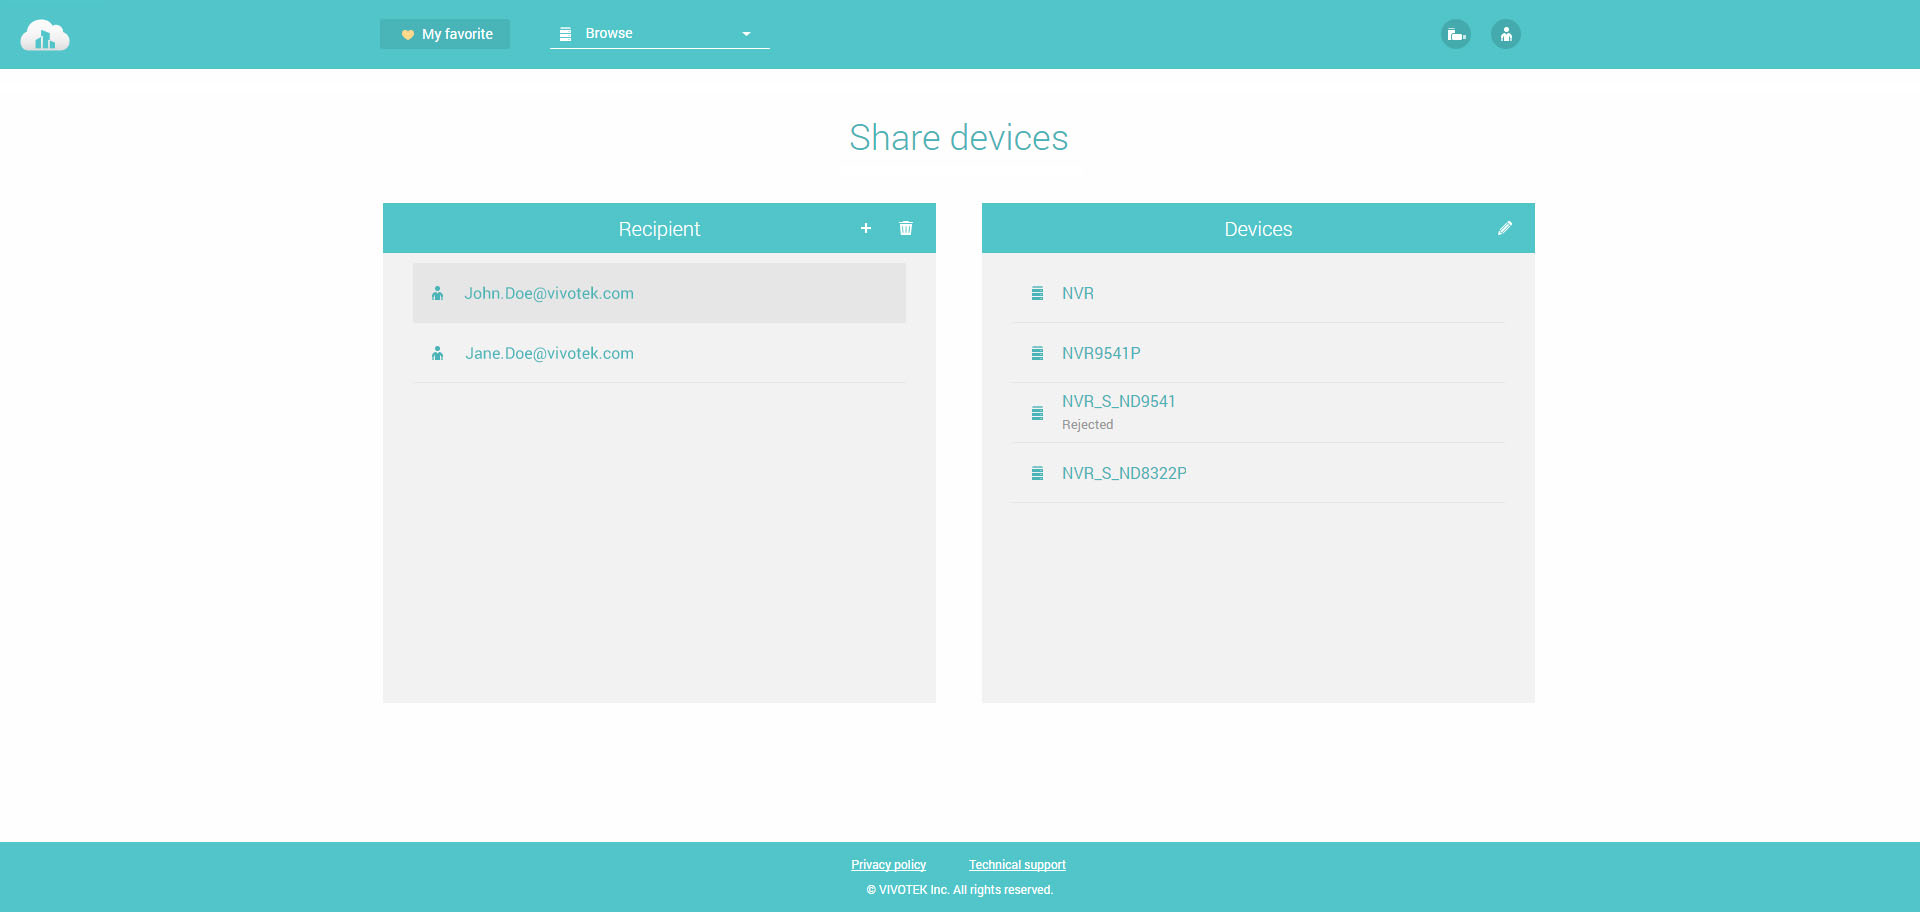 My favorite
Browse
Share devices
Recipient
Devices
John.Doe@vivotek.com
Jane.Doe@vivotek.com
NVR
NVR9541P
NVR_S_ND9541
Rejected
NVR_S_ND8322P
Privacy policy
Technical support
© VIVOTEK Inc. All rights reserved.